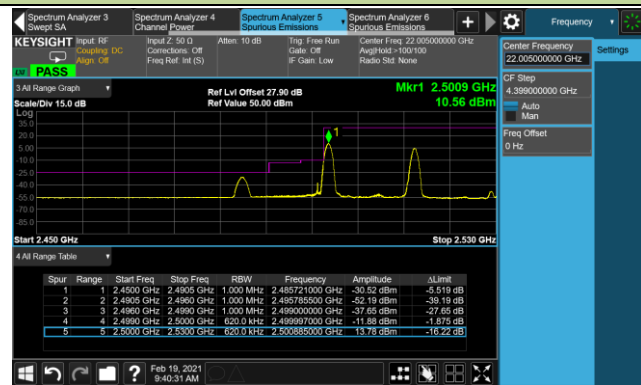 Spectrum Analyzer 3
Swept SA
Spectrum Analyzer 4
Channel Power
Spectrum Analyzer 5
Spurious Emissions
Spectrum Analyzer 6
Spurious Emissions
Frequency
KEYSIGHT
Input: RF
Coupling: DC
Align: Off
Input Z: 50 Ω
Corrections: Off
Freq Ref: Int (S)
Atten: 10 dB
Trig: Free Run
Gate: Off
IF Gain: Low
Center Freq: 22.005000000 GHz
Avg|Hold:>100/100
Radio Std: None
PASS
Center Frequency
22.005000000 GHz
Settings
CF Step
4.399000000 GHz
Auto
Man
Freq Offset
0 Hz
3 All Range Graph
Scale/Div 15.0 dB
Ref Lvl Offset 27.90 dB
Ref Value 50.00 dBm
Mkr1 2.5009 GHz
10.56 dBm
Log
35.0
20.0
5.00
-10.0
-25.0
-40.0
-55.0
-70.0
-85.0
1
Start 2.450 GHz
Stop 2.530 GHz
4 All Range Table
Spur Range Start Freq Stop Freq RBW Frequency Amplitude ΔLimit
1 1 2.4500 GHz 2.4905 GHz 1.000 MHz 2.485721000 GHz -30.52 dBm -5.519 dB
2 2 2.4905 GHz 2.4960 GHz 1.000 MHz 2.495785500 GHz -52.19 dBm -39.19 dB
3 3 2.4960 GHz 2.4990 GHz 1.000 MHz 2.499000000 GHz -37.65 dBm -27.65 dB
4 4 2.4990 GHz 2.5000 GHz 620.0 kHz 2.499997000 GHz -11.88 dBm -1.875 dB
5 5 2.5000 GHz 2.5300 GHz 620.0 kHz 2.500885000 GHz 13.78 dBm -16.22 dB
Feb 19, 2021
9:40:31 AM